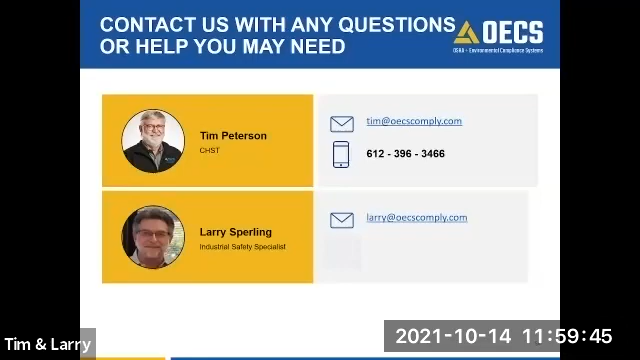 CONTACT US WITH ANY QUESTIONS
OR HELP YOU MAY NEED
OECS
OSHA + Environmental Compliance Systems
Tim Peterson
CHST
tim@oecscomply.com
612 - 396 - 3466
Larry Sperling
Industrial Safety Specialist
larry@oecscomply.com
Tim & Larry
2021-10-14 11:59:45